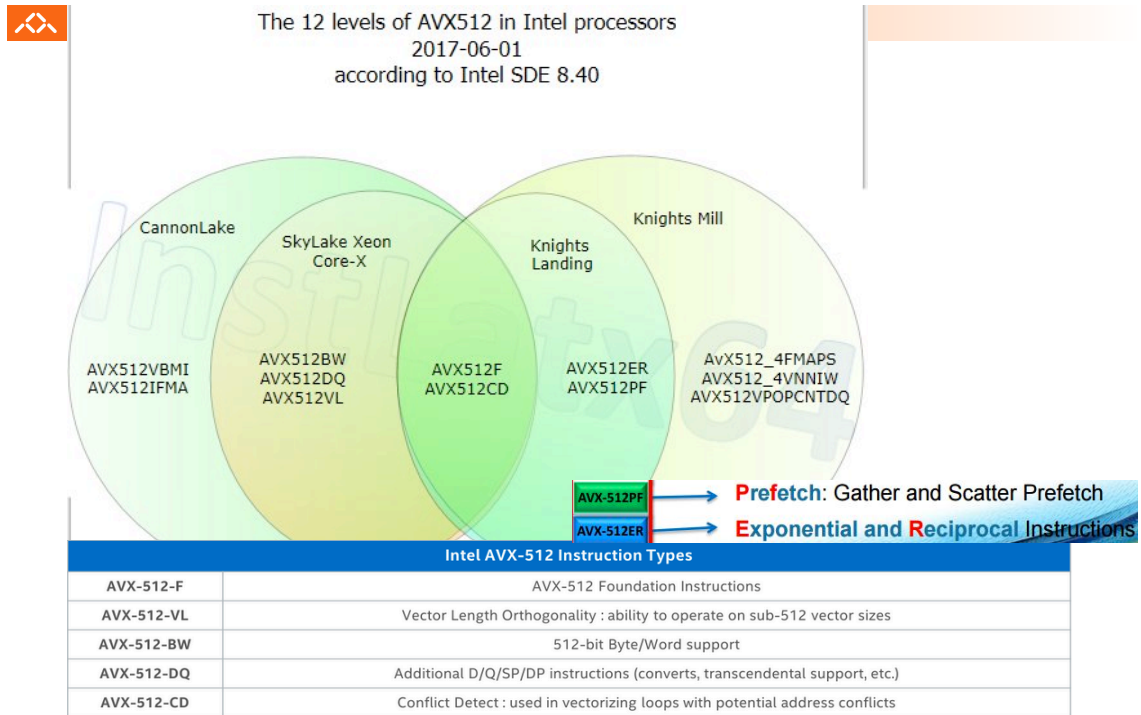 The 12 levels of AVX512 in Intel processors
2017-06-01
according to Intel SDE 8.40
InstLatx64
CannonLake
SkyLake Xeon
Core-X
Knights
Landing
Knights Mill
AVX512VBMI
AVX512IFMA
AVX512BW
AVX512DQ
AVX512VL
AVX512F
AVX512CD
AVX512ER
AVX512PF
AvX512_4FMAPS
AVX512_4VNNIW
AVX512VPOPCNTDQ
AVX-512PF Prefetch: Gather and Scatter Prefetch
AVX-512ER Exponential and Reciprocal Instructions
Intel AVX-512 Instruction Types
AVX-512-F AVX-512 Foundation Instructions
AVX-512-VL Vector Length Orthogonality : ability to operate on sub-512 vector sizes
AVX-512-BW 512-bit Byte/Word support
AVX-512-DQ Additional D/Q/SP/DP instructions (converts, transcendental support, etc.)
AVX-512-CD Conflict Detect : used in vectorizing loops with potential address conflicts